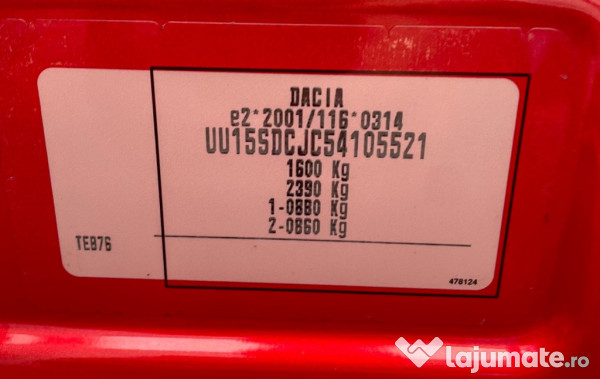 DACIA
e2*2001/116*0314
UU15SDCJC54105521
1600 Kg
2390 Kg
1-0880 Kg
2-0860 Kg
TE876
478124
lajumate.ro